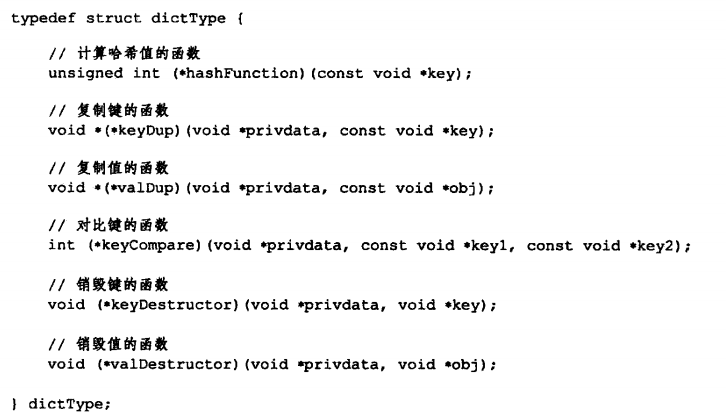 typedef struct dictType {
// 计算哈希值的函数
unsigned int (*hashFunction)(const void *key);
// 复制键的函数
void *(*keyDup)(void *privdata, const void *key);
// 复制值的函数
void *(*valDup)(void *privdata, const void *obj);
// 对比键的函数
int (*keyCompare)(void *privdata, const void *key1, const void *key2);
// 销毁键的函数
void (*keyDestructor)(void *privdata, void *key);
// 销毁值的函数
void (*valDestructor)(void *privdata, void *obj);
} dictType;